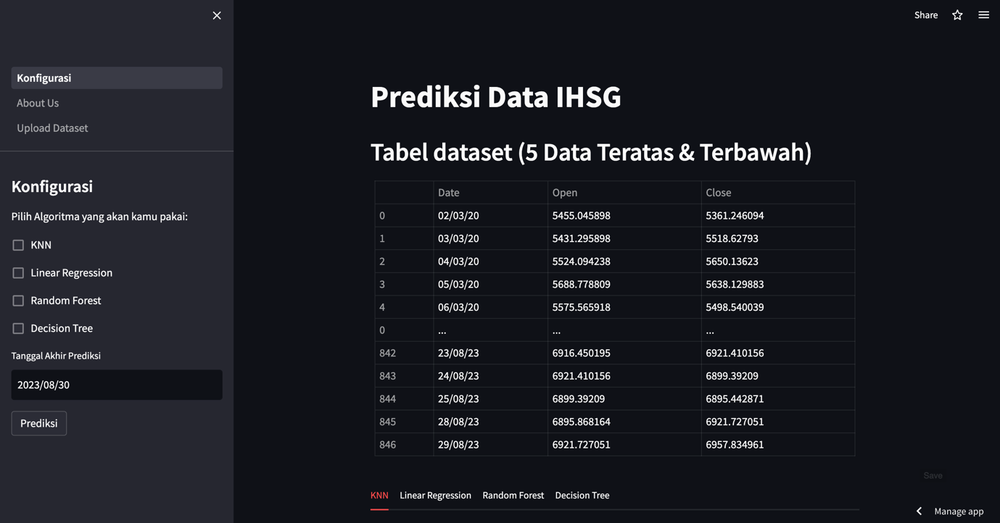 Share
Konfigurasi
About Us
Upload Dataset
Konfigurasi
Pilih Algoritma yang akan kamu pakai:
KNN
Linear Regression
Random Forest
Decision Tree
Tanggal Akhir Prediksi
2023/08/30
Prediksi
Prediksi Data IHSG
Tabel dataset (5 Data Teratas & Terbawah)
Date Open Close
0 02/03/20 5455.045898 5361.246094
1 03/03/20 5431.295898 5518.62793
2 04/03/20 5524.094238 5650.13623
3 05/03/20 5688.778809 5638.129883
4 06/03/20 5575.565918 5498.540039
0 ... ... ...
842 23/08/23 6916.450195 6921.410156
843 24/08/23 6921.410156 6899.39209
844 25/08/23 6899.39209 6895.442871
845 28/08/23 6895.868164 6921.727051
846 29/08/23 6921.727051 6957.834961
Save
KNN Linear Regression Random Forest Decision Tree
Manage app